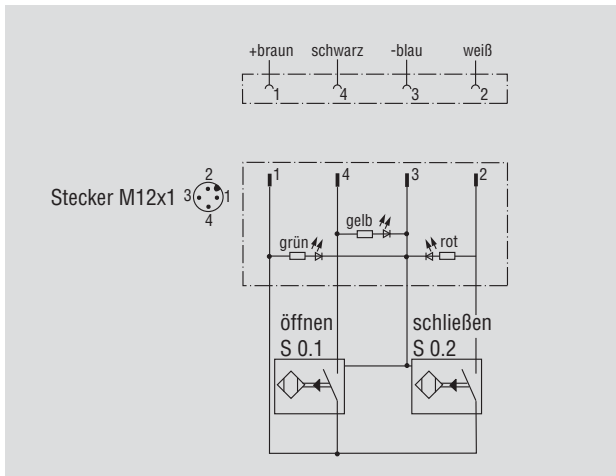 +braun schwarz -blau weiß
1 4 3 2
1 4 3 2
2
Stecker M12x1 3 1
4
gelb
grün rot
öffnen schließen
S 0.1 S 0.2